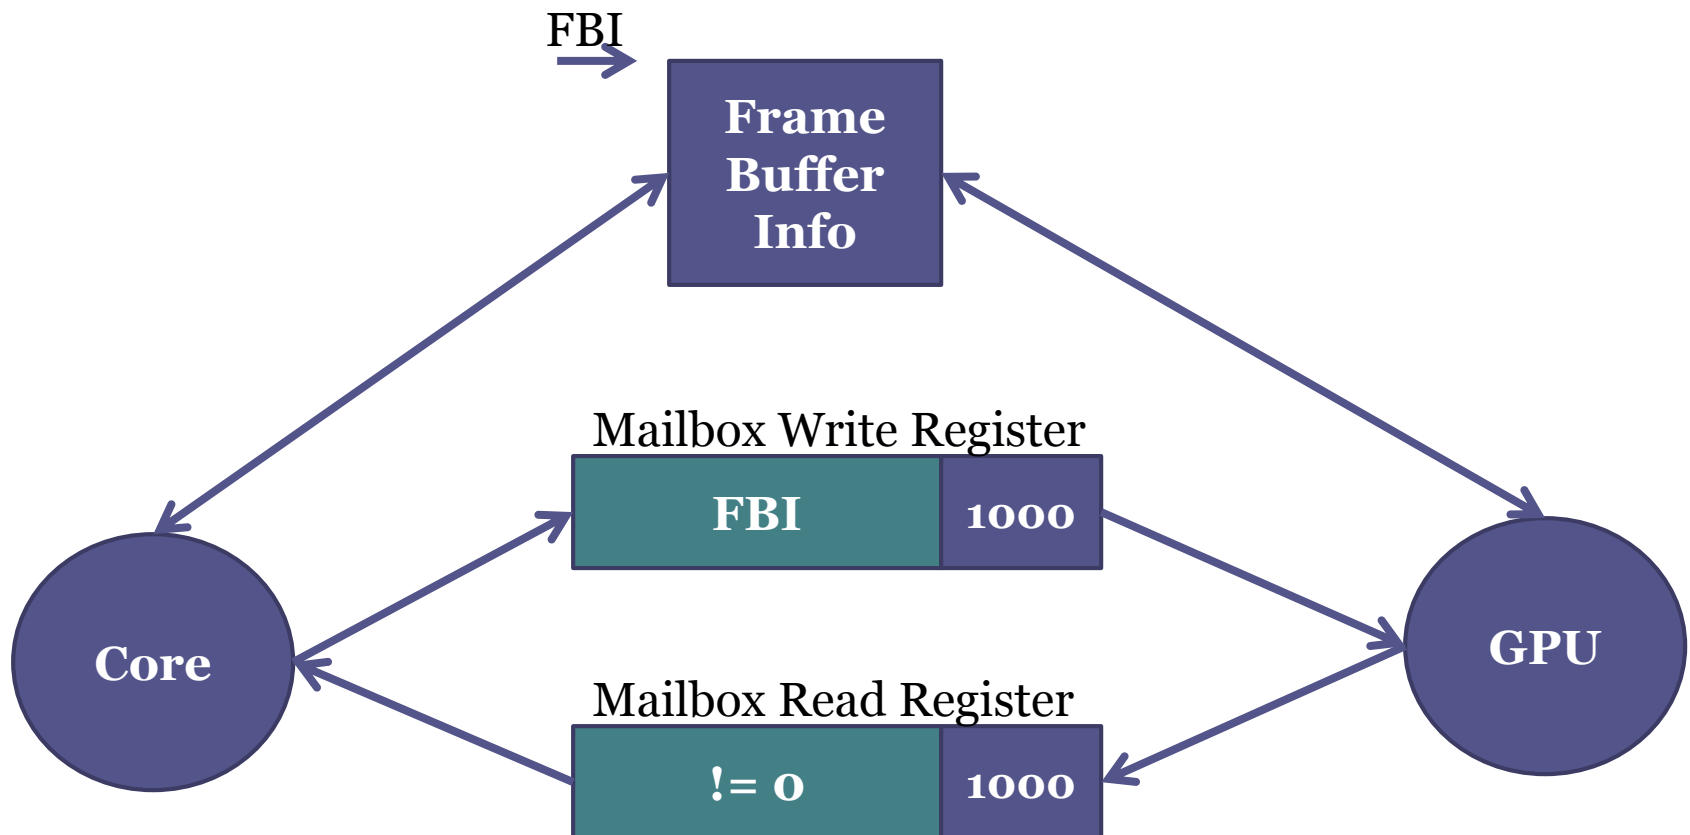 FBI
Frame
Buffer
Info
Mailbox Write Register
FBI 1000
Core
GPU
Mailbox Read Register
!= 0 1000